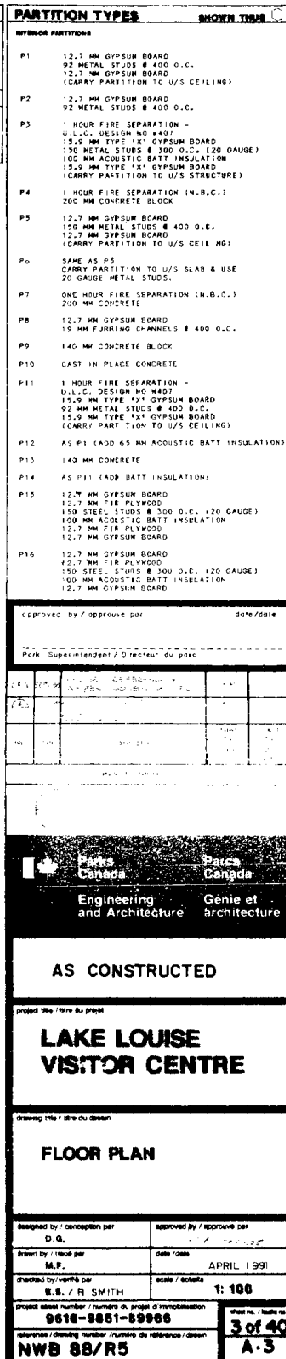 PARTITION TYPES SHOWN THUS
INTERIOR PARTITIONS
P1 12.7 MM GYPSUM BOARD
92 METAL STUDS @ 400 O.C.
12.7 MM GYPSUM BOARD
(CARRY PARTITION TO U/S CEILING)
P2 12.7 MM GYPSUM BOARD
92 METAL STUDS @ 400 O.C.
P3 1 HOUR FIRE SEPARATION -
U.L.C. DESIGN NO W407
15.9 MM TYPE 'X' GYPSUM BOARD
150 METAL STUDS @ 300 O.C. (20 GAUGE)
100 MM ACOUSTIC BATT INSULATION
15.9 MM TYPE 'X' GYPSUM BOARD
(CARRY PARTITION TO U/S STRUCTURE)
P4 1 HOUR FIRE SEPARATION (N.B.C.)
200 MM CONCRETE BLOCK
P5 12.7 MM GYPSUM BOARD
150 MM METAL STUDS @ 400 O.C.
12.7 MM GYPSUM BOARD
(CARRY PARTITION TO U/S CEILING)
P6 SAME AS P5
CARRY PARTITION TO U/S SLAB & USE
20 GAUGE METAL STUDS.
P7 ONE HOUR FIRE SEPARATION (N.B.C.)
200 MM CONCRETE
P8 12.7 MM GYPSUM BOARD
19 MM FURRING CHANNELS @ 400 O.C.
P9 140 MM CONCRETE BLOCK
P10 CAST IN PLACE CONCRETE
P11 1 HOUR FIRE SEPARATION -
U.L.C. DESIGN NO W407
15.9 MM TYPE 'X' GYPSUM BOARD
92 MM METAL STUDS @ 400 O.C.
15.9 MM TYPE 'X' GYPSUM BOARD
(CARRY PARTITION TO U/S CEILING)
P12 AS P1 (ADD 65 MM ACOUSTIC BATT INSULATION)
P13 140 MM CONCRETE
P14 AS P11 (ADD BATT INSULATION)
P15 12.7 MM GYPSUM BOARD
12.7 MM FIR PLYWOOD
150 STEEL STUDS @ 300 O.C. (20 GAUGE)
100 MM ACOUSTIC BATT INSULATION
12.7 MM FIR PLYWOOD
12.7 MM GYPSUM BOARD
P16 12.7 MM GYPSUM BOARD
12.7 MM FIR PLYWOOD
150 STEEL STUDS @ 300 O.C. (20 GAUGE)
100 MM ACOUSTIC BATT INSULATION
12.7 MM GYPSUM BOARD
approved by / approuve par date/date
Park Superintendent / Directeur du parc
Parks Canada Parcs Canada
Engineering and Architecture Génie et architecture
AS CONSTRUCTED
project title / titre du projet
LAKE LOUISE
VISITOR CENTRE
drawing title / titre du dessin
FLOOR PLAN
designed by / conception par approved by / approuvé par
D.G.
drawn by / tracé par date / date
M.F. APRIL 1991
checked by / vérifié par scale / échelle
/ R SMITH 1: 100
project asset number / numéro du projet d'immobilisation
3 of 40
reference / drawing number / numéro de référence / dessin
NWB 88/R5 A-3